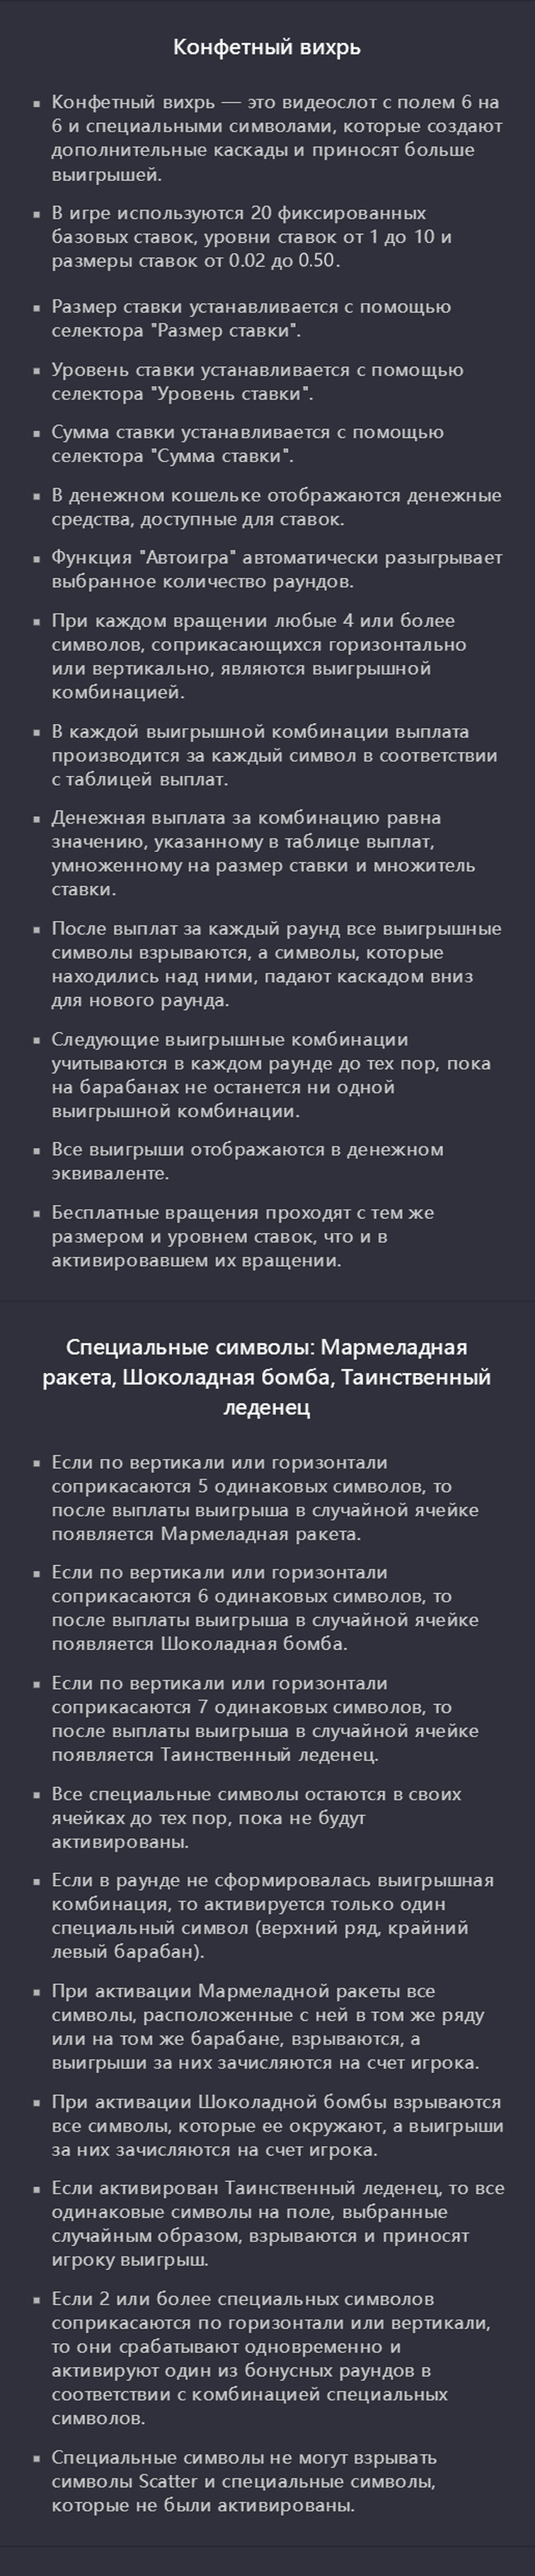 Конфетный вихрь
▪ Конфетный вихрь — это видеослот с полем 6 на
6 и специальными символами, которые создают
дополнительные каскады и приносят больше
выигрышей.
▪ В игре используются 20 фиксированных
базовых ставок, уровни ставок от 1 до 10 и
размеры ставок от 0.02 до 0.50.
▪ Размер ставки устанавливается с помощью
селектора "Размер ставки".
▪ Уровень ставки устанавливается с помощью
селектора "Уровень ставки".
▪ Сумма ставки устанавливается с помощью
селектора "Сумма ставки".
▪ В денежном кошельке отображаются денежные
средства, доступные для ставок.
▪ Функция "Автоигра" автоматически разыгрывает
выбранное количество раундов.
▪ При каждом вращении любые 4 или более
символов, соприкасающихся горизонтально
или вертикально, являются выигрышной
комбинацией.
▪ В каждой выигрышной комбинации выплата
производится за каждый символ в соответствии
с таблицей выплат.
▪ Денежная выплата за комбинацию равна
значению, указанному в таблице выплат,
умноженному на размер ставки и множитель
ставки.
▪ После выплат за каждый раунд все выигрышные
символы взрываются, а символы, которые
находились над ними, падают каскадом вниз
для нового раунда.
▪ Следующие выигрышные комбинации
учитываются в каждом раунде до тех пор, пока
на барабанах не останется ни одной
выигрышной комбинации.
▪ Все выигрыши отображаются в денежном
эквиваленте.
▪ Бесплатные вращения проходят с тем же
размером и уровнем ставок, что и в
активировавшем их вращении.
Специальные символы: Мармеладная
ракета, Шоколадная бомба, Таинственный
леденец
▪ Если по вертикали или горизонтали
соприкасаются 5 одинаковых символов, то
после выплаты выигрыша в случайной ячейке
появляется Мармеладная ракета.
▪ Если по вертикали или горизонтали
соприкасаются 6 одинаковых символов, то
после выплаты выигрыша в случайной ячейке
появляется Шоколадная бомба.
▪ Если по вертикали или горизонтали
соприкасаются 7 одинаковых символов, то
после выплаты выигрыша в случайной ячейке
появляется Таинственный леденец.
▪ Все специальные символы остаются в своих
ячейках до тех пор, пока не будут
активированы.
▪ Если в раунде не сформировалась выигрышная
комбинация, то активируется только один
специальный символ (верхний ряд, крайний
левый барабан).
▪ При активации Мармеладной ракеты все
символы, расположенные с ней в том же ряду
или на том же барабане, взрываются, а
выигрыши за них зачисляются на счет игрока.
▪ При активации Шоколадной бомбы взрываются
все символы, которые ее окружают, а выигрыши
за них зачисляются на счет игрока.
▪ Если активирован Таинственный леденец, то все
одинаковые символы на поле, выбранные
случайным образом, взрываются и приносят
игроку выигрыш.
▪ Если 2 или более специальных символов
соприкасаются по горизонтали или вертикали,
то они срабатывают одновременно и
активируют один из бонусных раундов в
соответствии с комбинацией специальных
символов.
▪ Специальные символы не могут взрывать
символы Scatter и специальные символы,
которые не были активированы.